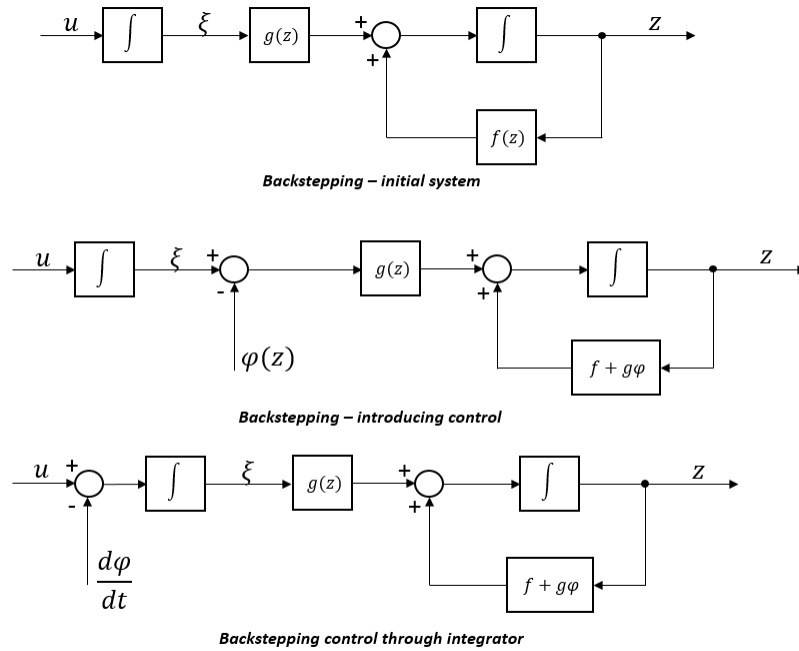 u ∫ ξ g(z) + + ∫ z
f(z)
Backstepping – initial system
u ∫ ξ + - g(z) + + ∫ z
φ(z)
f + gφ
Backstepping – introducing control
u + - ∫ ξ g(z) + + ∫ z
dφ
dt
f + gφ
Backstepping control through integrator